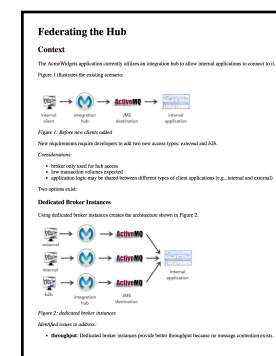 Federating the Hub
Context
The AcmeWidgets application currently utilizes an integration hub to allow internal applications to connect to it.
Figure 1 illustrates the existing scenario:
ActiveMQ
internal client
integration hub
JMS destination
internal application
Figure 1: Before new clients added
New requirements require developers to add two new access types: external and b2b.
Considerations:
• broker only used for hub access
• low transaction volumes expected
• application logic may be shared between different types of client applications (e.g., internal and external)
Two options exist:
Dedicated Broker Instances
Using dedicated broker instances creates the architecture shown in Figure 2.
ActiveMQ
external
ActiveMQ
internal
internal application
ActiveMQ
b2b
integration hub
JMS destination
Figure 2: dedicated broker instances
Identified issues to address:
• throughput: Dedicated broker instances provide better throughput because no message contention exists.